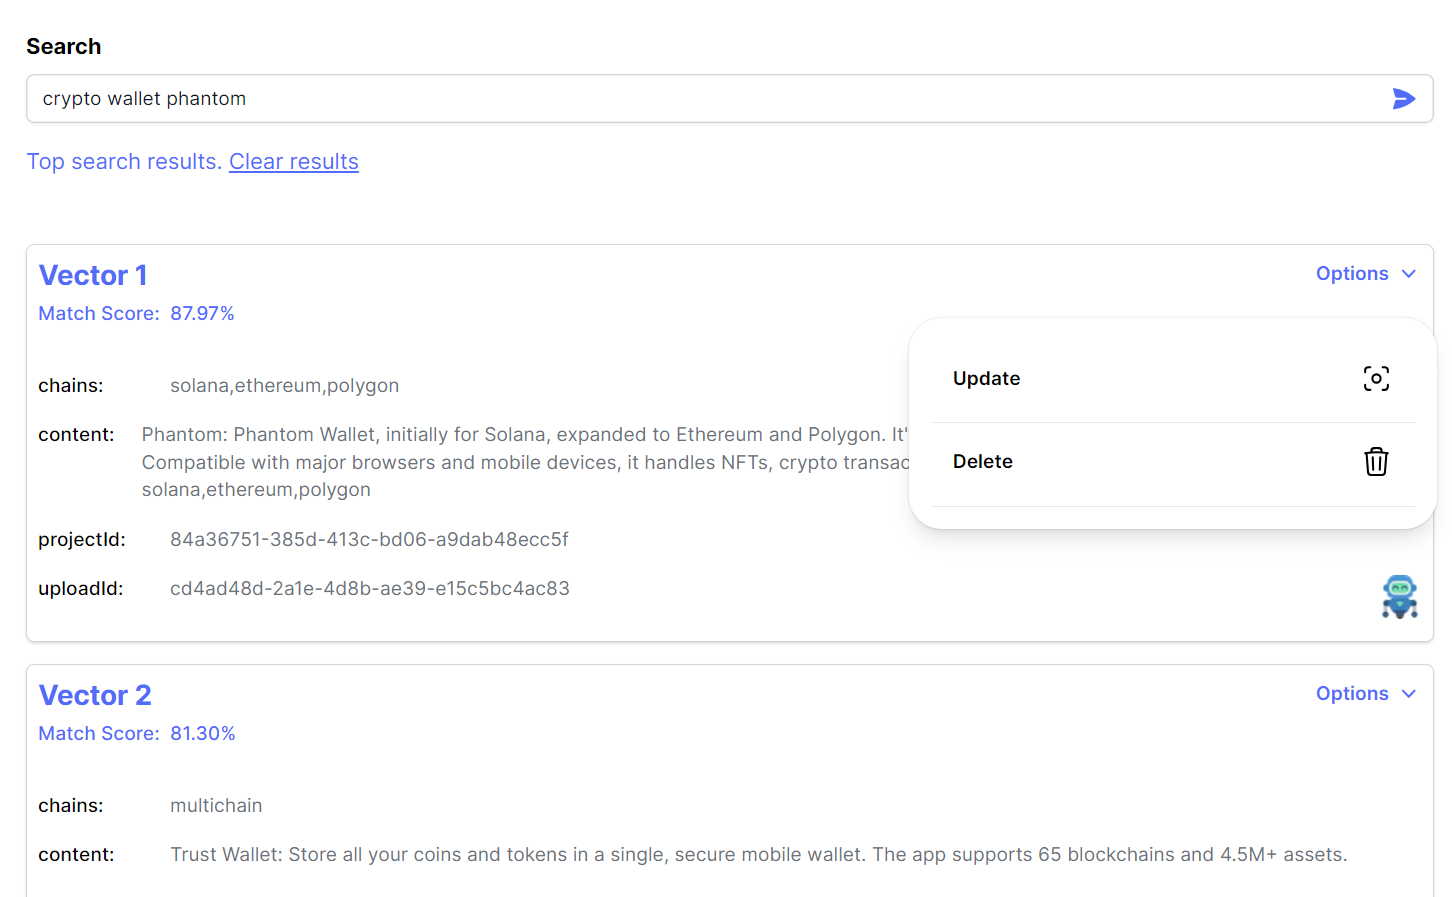 Search
crypto wallet phantom
Top search results. Clear results
Vector 1
Options
Match Score: 87.97%
Update
Delete
chains: solana,ethereum,polygon
content: Phantom: Phantom Wallet, initially for Solana, expanded to Ethereum and Polygon. It'
Compatible with major browsers and mobile devices, it handles NFTs, crypto
solana,ethereum,polygon
projectId: 84a36751-385d-413c-bd06-a9dab48ecc5f
uploadId: cd4ad48d-2a1e-4d8b-ae39-e15c5bc4ac83
Vector 2
Options
Match Score: 81.30%
chains: multichain
content: Trust Wallet: Store all your coins and tokens in a single, secure mobile wallet. The app supports 65 blockchains and 4.5M+ assets.